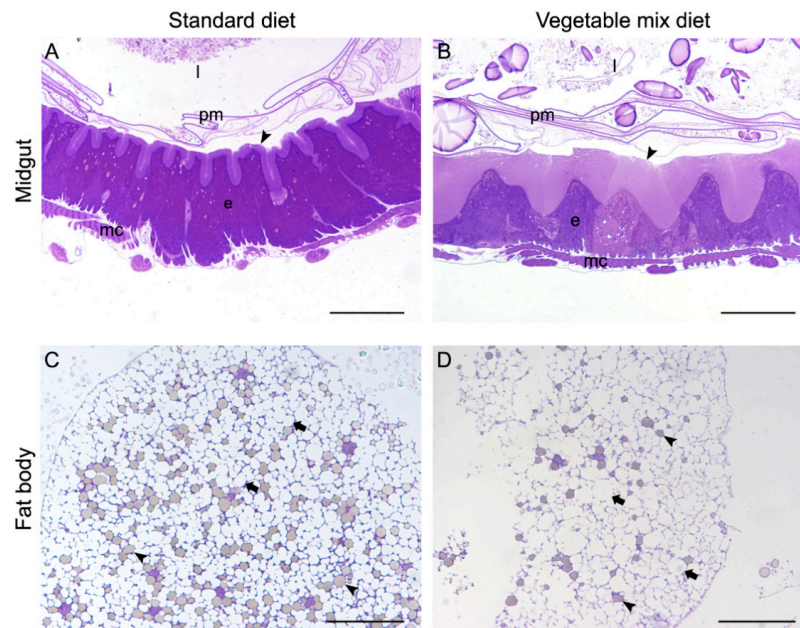 Standard diet
Vegetable mix diet
Midgut
A
l
pm
e
mc
B
l
pm
e
mc
Fat body
C
D